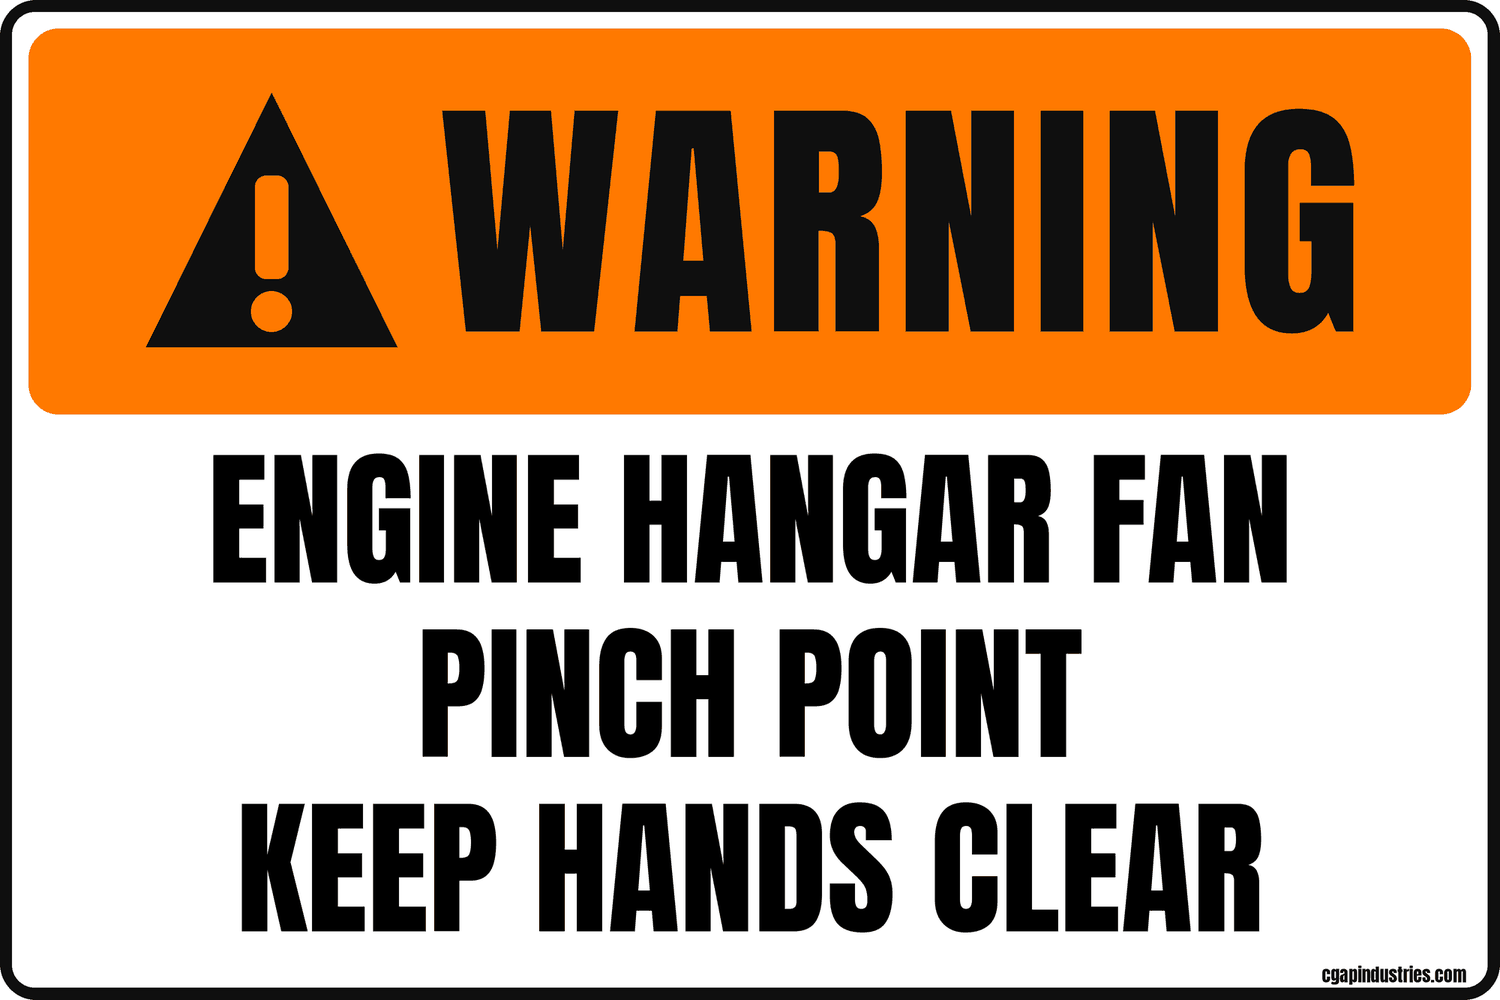 WARNING
ENGINE HANGAR FAN
PINCH POINT
KEEP HANDS CLEAR
cgapindustries.com